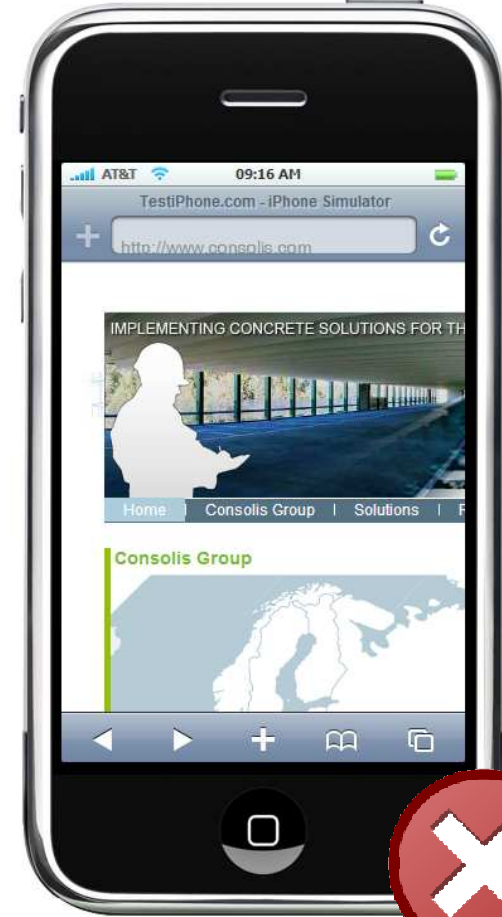 AT&T 09:16 AM
TestiPhone.com - iPhone Simulator
http://www.consolis.com
IMPLEMENTING CONCRETE SOLUTIONS FOR TH
Home | Consolis Group | Solutions |
Consolis Group